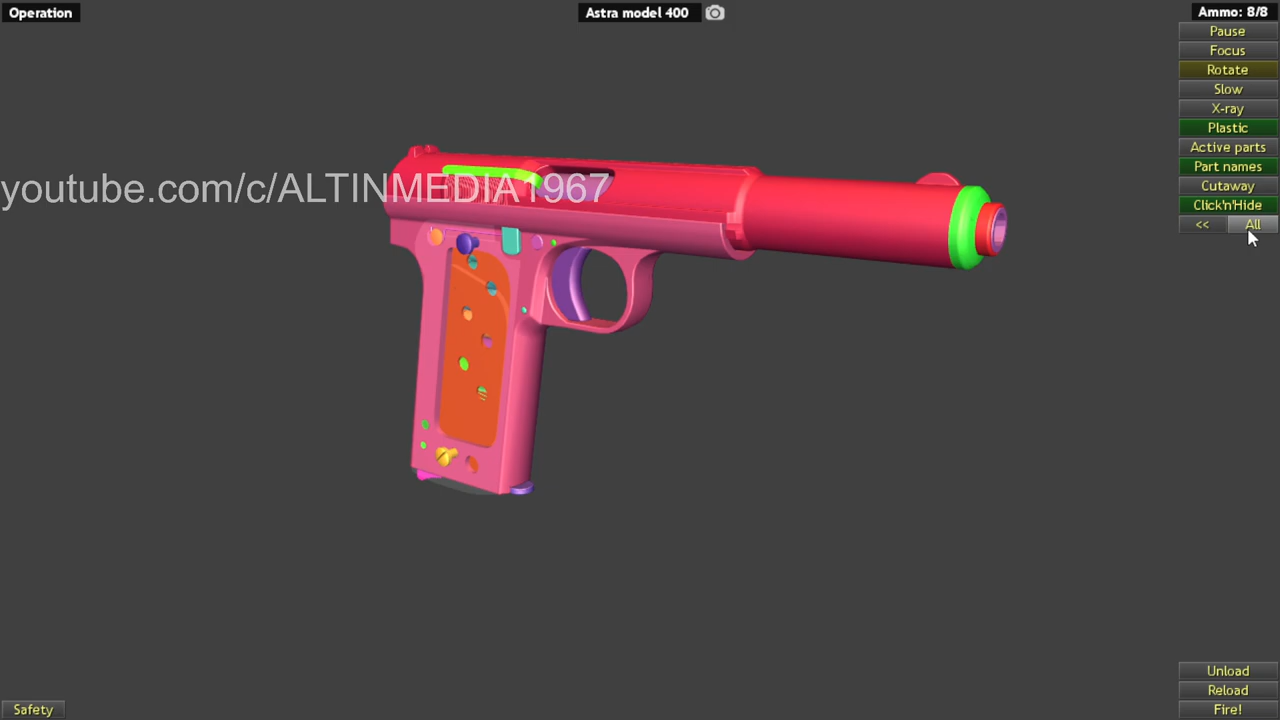 Operation
Astra model 400
Ammo: 8/8
Pause
Focus
Rotate
Slow
X-ray
Plastic
Active parts
Part names
Cutaway
Click'n'Hide
<< All
youtube.com/c/ALTINMEDIA1967
Unload
Reload
Safety
Fire!